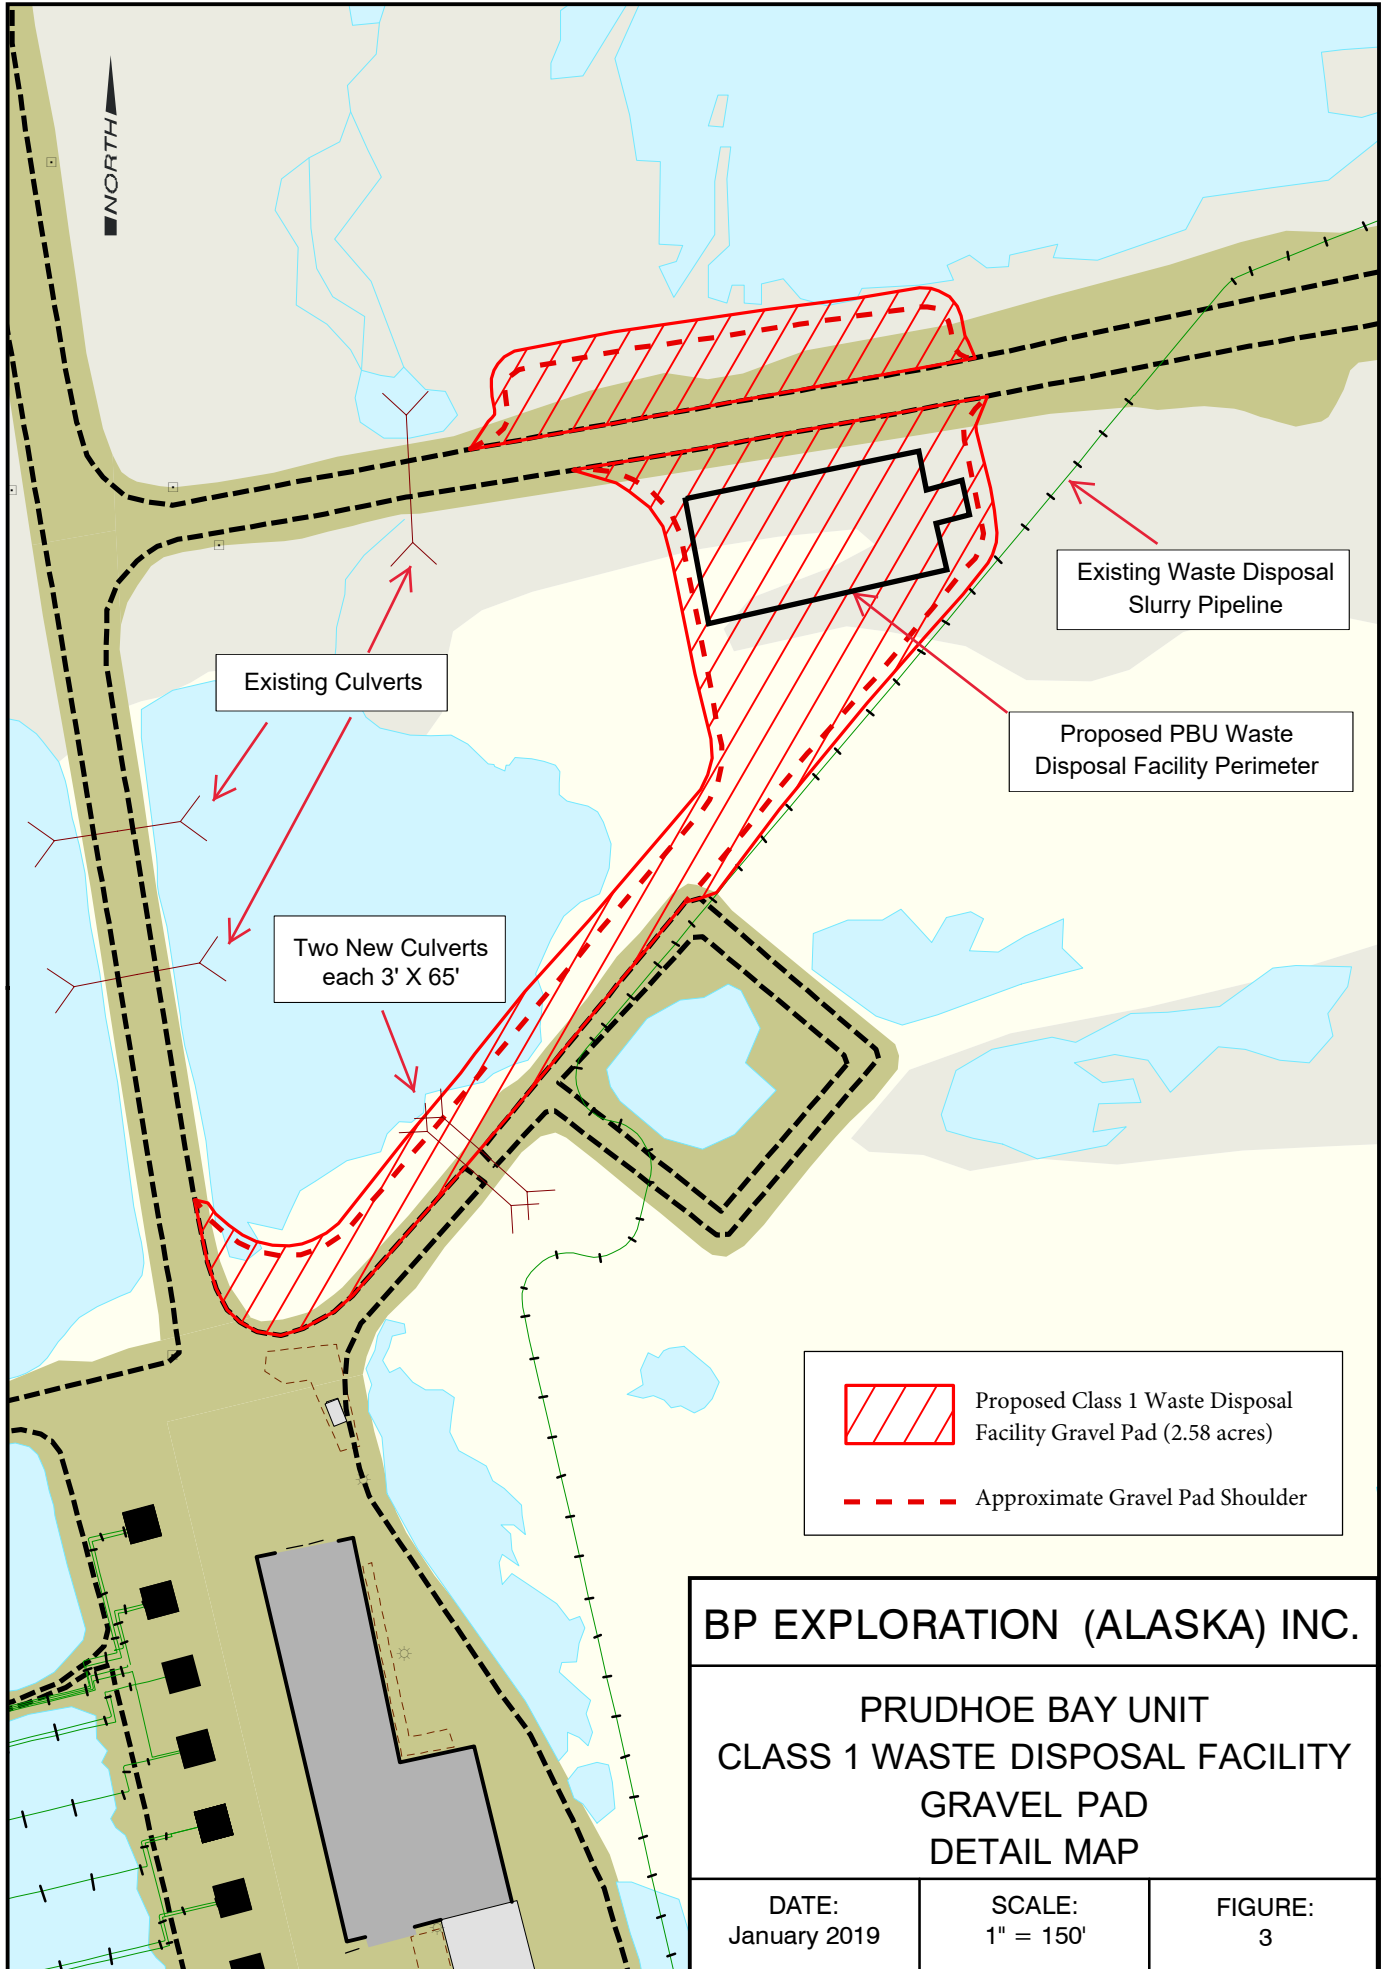 NORTH
Existing Waste Disposal
Slurry Pipeline
Existing Culverts
Proposed PBU Waste
Disposal Facility Perimeter
Two New Culverts
each 3' X 65'
Proposed Class 1 Waste Disposal
Facility Gravel Pad (2.58 acres)
Approximate Gravel Pad Shoulder
BP EXPLORATION (ALASKA) INC.
PRUDHOE BAY UNIT
CLASS 1 WASTE DISPOSAL FACILITY
GRAVEL PAD
DETAIL MAP
DATE:
January 2019
SCALE:
1" = 150'
FIGURE:
3